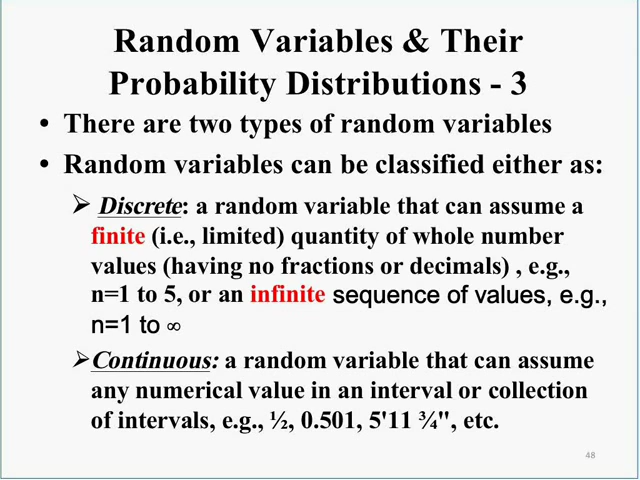 Random Variables & Their
Probability Distributions - 3
• There are two types of random variables
• Random variables can be classified either as:
➢ Discrete: a random variable that can assume a
finite (i.e., limited) quantity of whole number
values (having no fractions or decimals) , e.g.,
n=1 to 5, or an infinite sequence of values, e.g.,
n=1 to ∞
➢Continuous: a random variable that can assume
any numerical value in an interval or collection
of intervals, e.g., ½, 0.501, 5'11 ¾", etc.
48